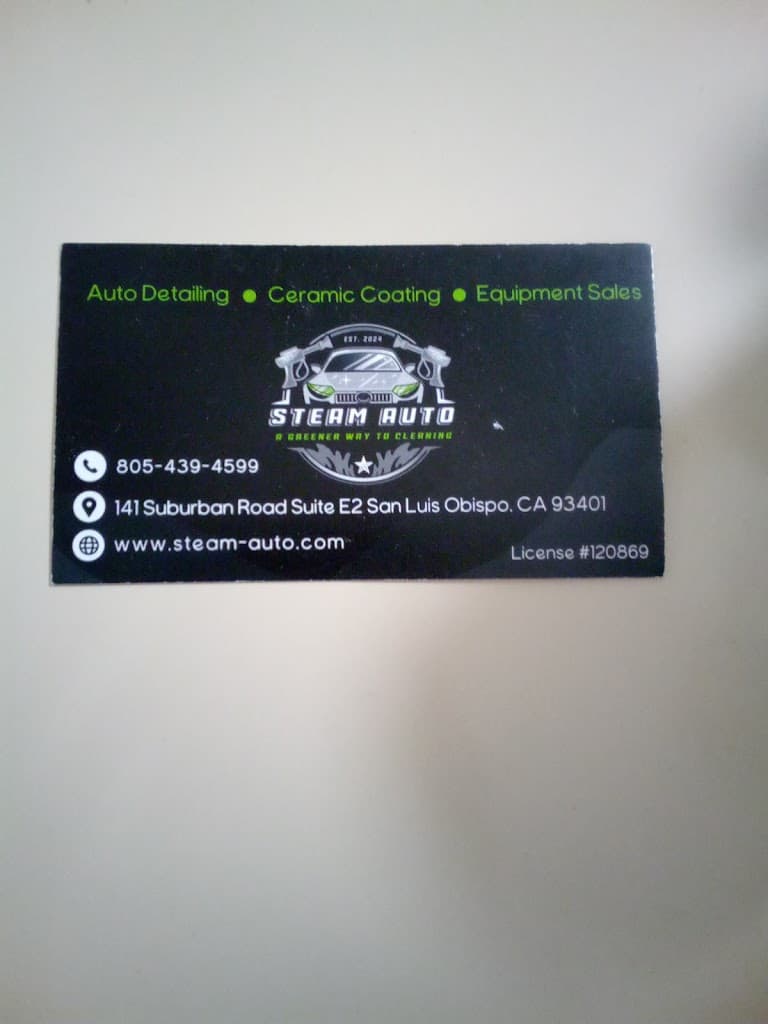 Auto Detailing ● Ceramic Coating ● Equipment Sales
EST. 2024
STEAM AUTO
A GREENER WAY TO CLEANING
805-439-4599
141 Suburban Road Suite E2 San Luis Obispo. CA 93401
www.steam-auto.com
License #120869